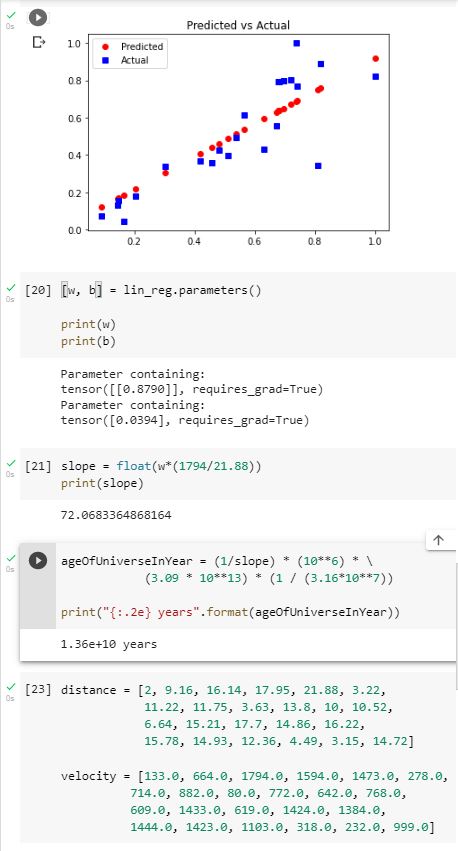 Predicted vs Actual
Predicted
Actual
1.0
0.8
0.6
0.4
0.2
0.0
0.2 0.4 0.6 0.8 1.0
0s
[20] [w, b] = lin_reg.parameters()
0s
print(w)
print(b)
Parameter containing:
tensor([[0.8790]], requires_grad=True)
Parameter containing:
tensor([0.0394], requires_grad=True)
[21] slope = float(w*(1794/21.88))
0s
print(slope)
72.0683364868164
ageOfUniverseInYear = (1/slope) * (10**6) * \
0s
(3.09 * 10**13) * (1 / (3.16*10**7))
print("{:.2e} years".format(ageOfUniverseInYear))
1.36e+10 years
[23] distance = [2, 9.16, 16.14, 17.95, 21.88, 3.22,
0s
11.22, 11.75, 3.63, 13.8, 10, 10.52,
6.64, 15.21, 17.7, 14.86, 16.22,
15.78, 14.93, 12.36, 4.49, 3.15, 14.72]
velocity = [133.0, 664.0, 1794.0, 1594.0, 1473.0, 278.0,
714.0, 882.0, 80.0, 772.0, 642.0, 768.0,
609.0, 1433.0, 619.0, 1424.0, 1384.0,
1444.0, 1423.0, 1103.0, 318.0, 232.0, 999.0]